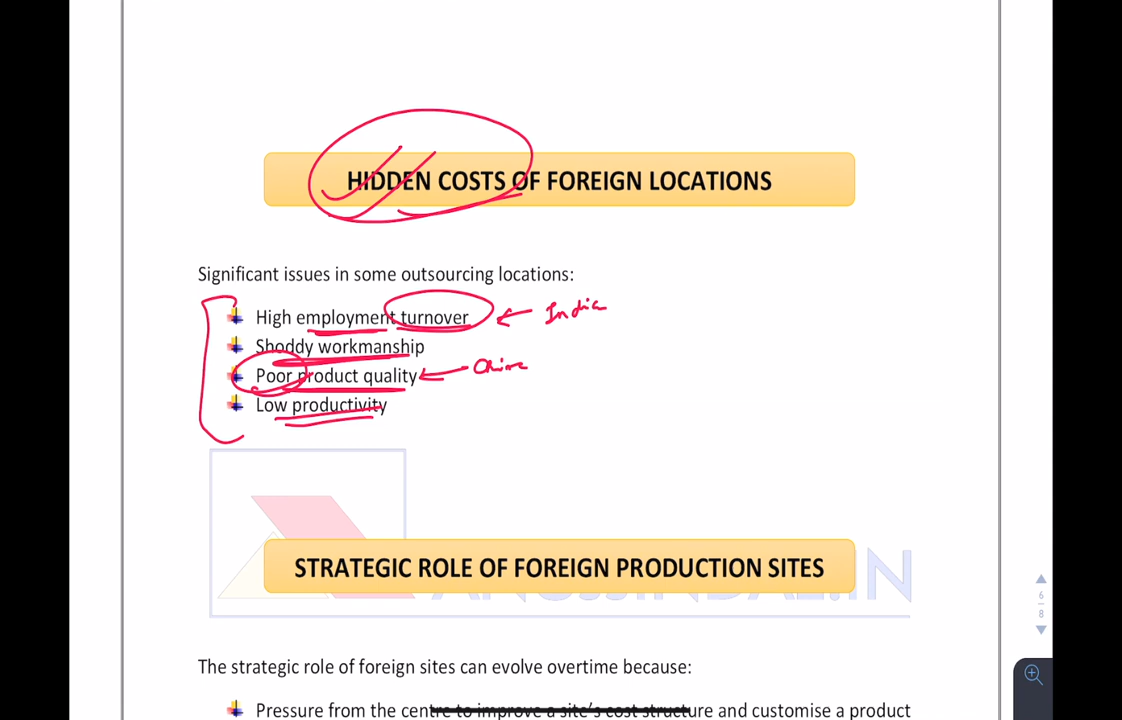 HIDDEN COSTS OF FOREIGN LOCATIONS
Significant issues in some outsourcing locations:
High employment turnover India
Shoddy workmanship
Poor product quality China
Low productivity
STRATEGIC ROLE OF FOREIGN PRODUCTION SITES
The strategic role of foreign sites can evolve overtime because:
Pressure from the centre to improve a site's cost structure and customise a product
6
8